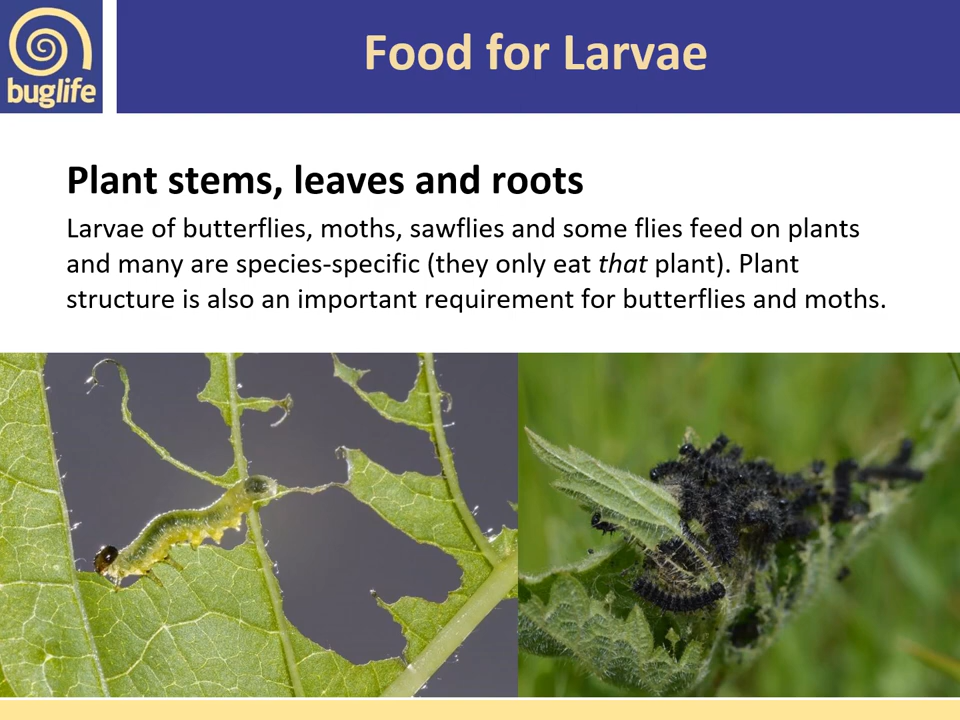 buglife
Food for Larvae
Plant stems, leaves and roots
Larvae of butterflies, moths, sawflies and some flies feed on plants
and many are species-specific (they only eat that plant). Plant
structure is also an important requirement for butterflies and moths.